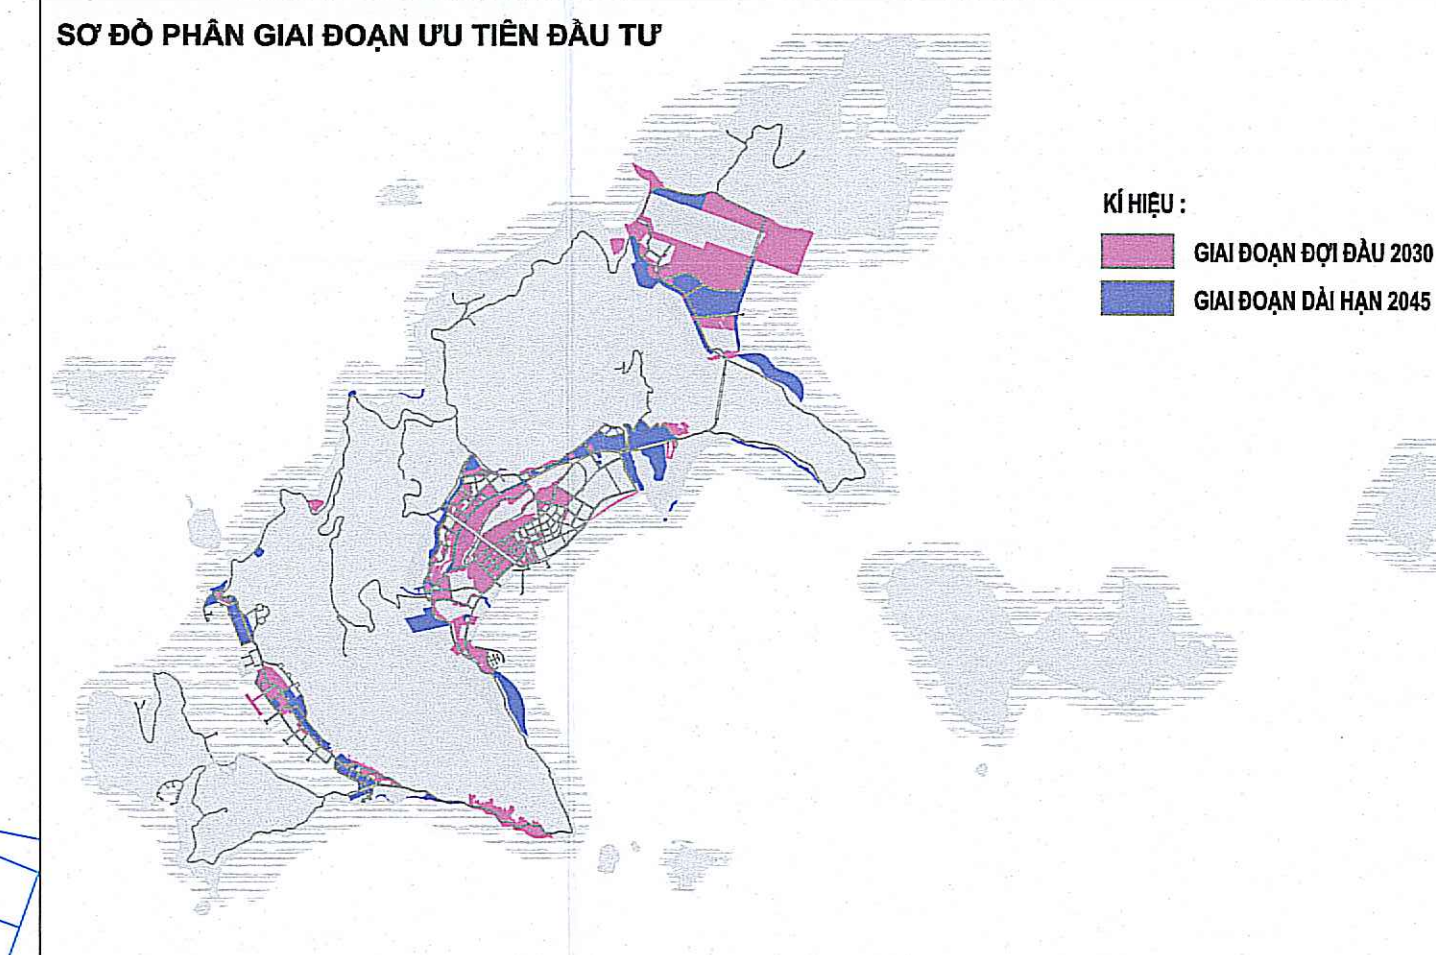 SƠ ĐỒ PHÂN GIAI ĐOẠN ƯU TIÊN ĐẦU TƯ
KÍ HIỆU :
GIAI ĐOẠN ĐỢI ĐẦU 2030
GIAI ĐOẠN DÀI HẠN 2045